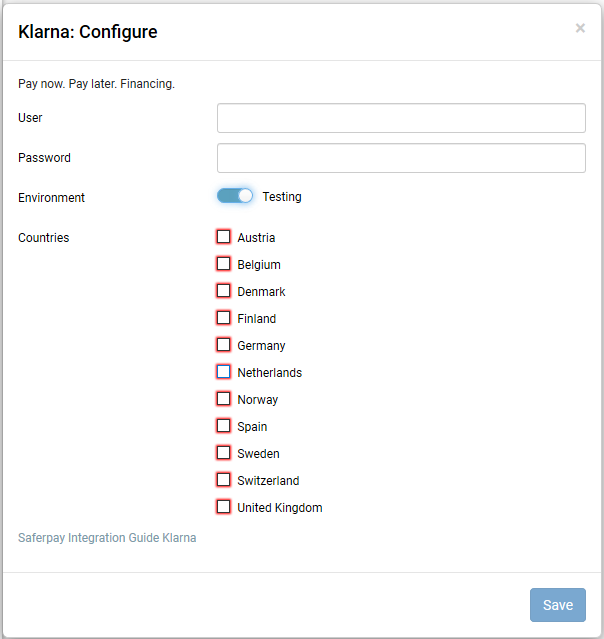 Klarna: Configure ×
Pay now. Pay later. Financing.
User
Password
Environment Testing
Countries Austria
Belgium
Denmark
Finland
Germany
Netherlands
Norway
Spain
Sweden
Switzerland
United Kingdom
Saferpay Integration Guide Klarna
Save